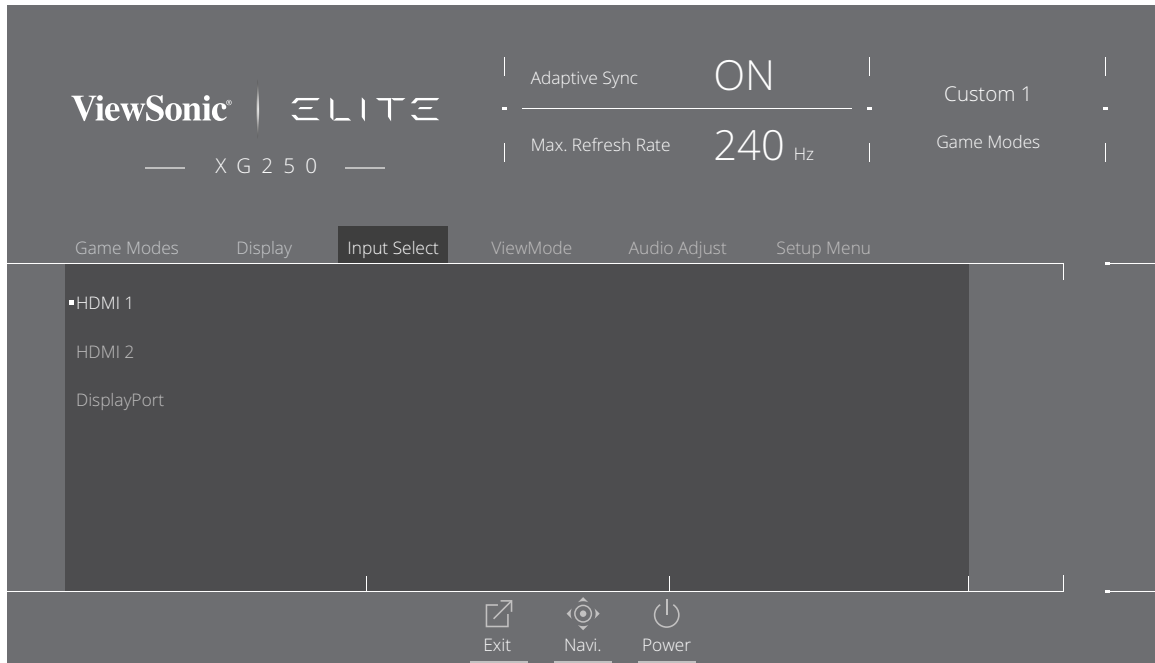 ViewSonic® ELITE
XG250
Adaptive Sync ON
Max. Refresh Rate 240 Hz
Custom 1
Game Modes
Game Modes Display Input Select ViewMode Audio Adjust Setup Menu
HDMI 1
HDMI 2
DisplayPort
Exit Navi. Power